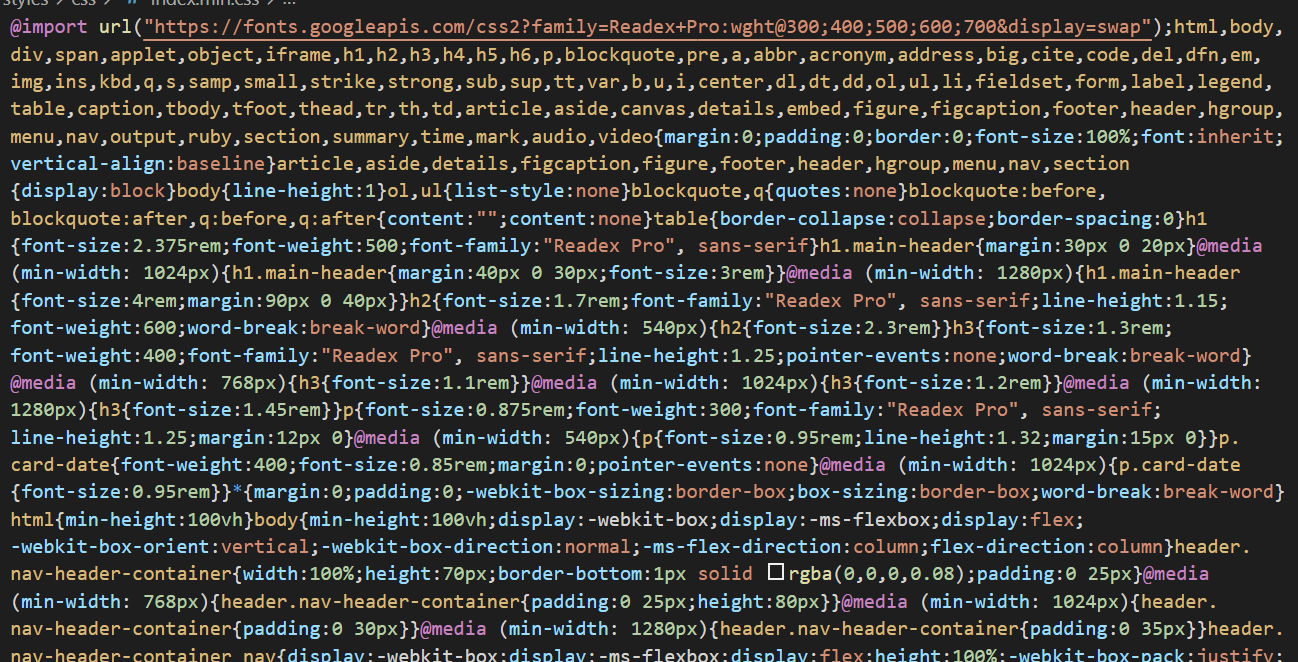 styles > css > # index.min.css > ...
@import url("https://fonts.googleapis.com/css2?family=Readex+Pro:wght@300;400;500;600;700&display=swap");html,body,
div,span,applet,object,iframe,h1,h2,h3,h4,h5,h6,p,blockquote,pre,a,abbr,acronym,address,big,cite,code,del,dfn,em,
img,ins,kbd,q,s,samp,small,strike,strong,sub,sup,tt,var,b,u,i,center,dl,dt,dd,ol,ul,li,fieldset,form,label,legend,
table,caption,tbody,tfoot,thead,tr,th,td,article,aside,canvas,details,embed,figure,figcaption,footer,header,hgroup,
menu,nav,output,ruby,section,summary,time,mark,audio,video{margin:0;padding:0;border:0;font-size:100%;font:inherit;
vertical-align:baseline}article,aside,details,figcaption,figure,footer,header,hgroup,menu,nav,section
{display:block}body{line-height:1}ol,ul{list-style:none}blockquote,q{quotes:none}blockquote:before,
blockquote:after,q:before,q:after{content:"";content:none}table{border-collapse:collapse;border-spacing:0}h1
{font-size:2.375rem;font-weight:500;font-family:"Readex Pro", sans-serif}h1.main-header{margin:30px 0 20px}@media
(min-width: 1024px){h1.main-header{margin:40px 0 30px;font-size:3rem}}@media (min-width: 1280px){h1.main-header
{font-size:4rem;margin:90px 0 40px}}h2{font-size:1.7rem;font-family:"Readex Pro", sans-serif;line-height:1.15;
font-weight:600;word-break:break-word}@media (min-width: 540px){h2{font-size:2.3rem}}h3{font-size:1.3rem;
font-weight:400;font-family:"Readex Pro", sans-serif;line-height:1.25;pointer-events:none;word-break:break-word}
@media (min-width: 768px){h3{font-size:1.1rem}}@media (min-width: 1024px){h3{font-size:1.2rem}}@media (min-width:
1280px){h3{font-size:1.45rem}}p{font-size:0.875rem;font-weight:300;font-family:"Readex Pro", sans-serif;
line-height:1.25;margin:12px 0}@media (min-width: 540px){p{font-size:0.95rem;line-height:1.32;margin:15px 0}}p.
card-date{font-weight:400;font-size:0.85rem;margin:0;pointer-events:none}@media (min-width: 1024px){p.card-date
{font-size:0.95rem}}*{margin:0;padding:0;-webkit-box-sizing:border-box;box-sizing:border-box;word-break:break-word}
html{min-height:100vh}body{min-height:100vh;display:-webkit-box;display:-ms-flexbox;display:flex;
-webkit-box-orient:vertical;-webkit-box-direction:normal;-ms-flex-direction:column;flex-direction:column}header.
nav-header-container{width:100%;height:70px;border-bottom:1px solid rgba(0,0,0,0.08);padding:0 25px}@media
(min-width: 768px){header.nav-header-container{padding:0 25px;height:80px}}@media (min-width: 1024px){header.
nav-header-container{padding:0 30px}}@media (min-width: 1280px){header.nav-header-container{padding:0 35px}}header.
nav-header-container nav{display:-webkit-box;display:-ms-flexbox;display:flex;height:100%;-webkit-box-pack:justify;